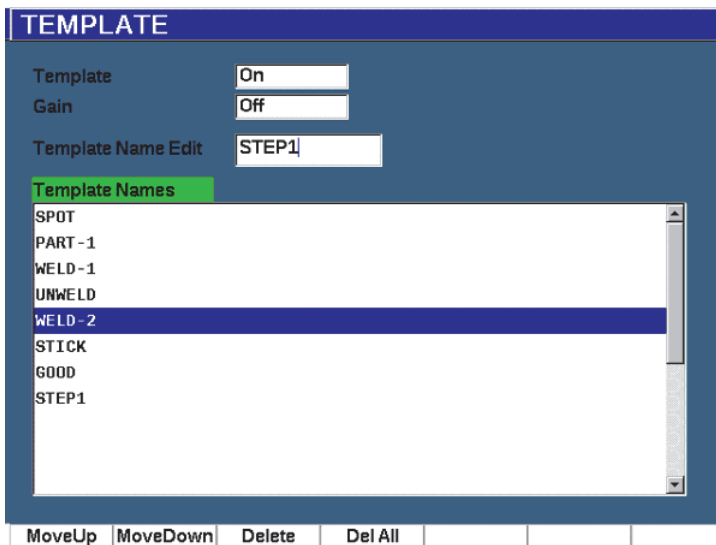 TEMPLATE
Template On
Gain Off
Template Name Edit STEP1
Template Names
SPOT
PART-1
WELD-1
UNWELD
WELD-2
STICK
GOOD
STEP1
MoveUp MoveDown Delete Del All